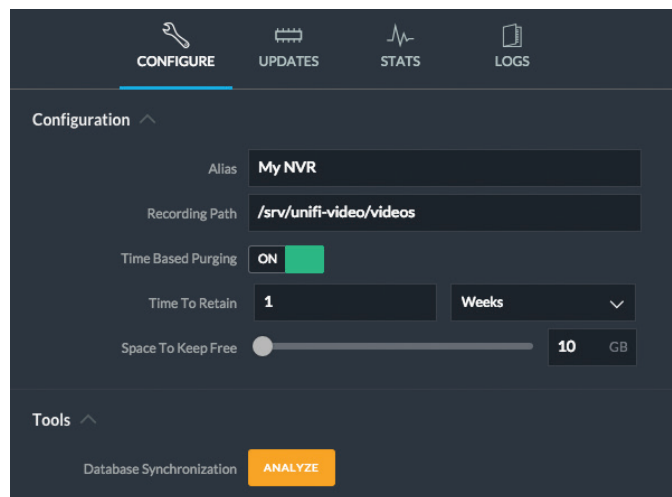 CONFIGURE UPDATES STATS LOGS
Configuration
Alias My NVR
Recording Path /srv/unifi-video/videos
Time Based Purging ON
Time To Retain 1 Weeks
Space To Keep Free 10 GB
Tools
Database Synchronization ANALYZE